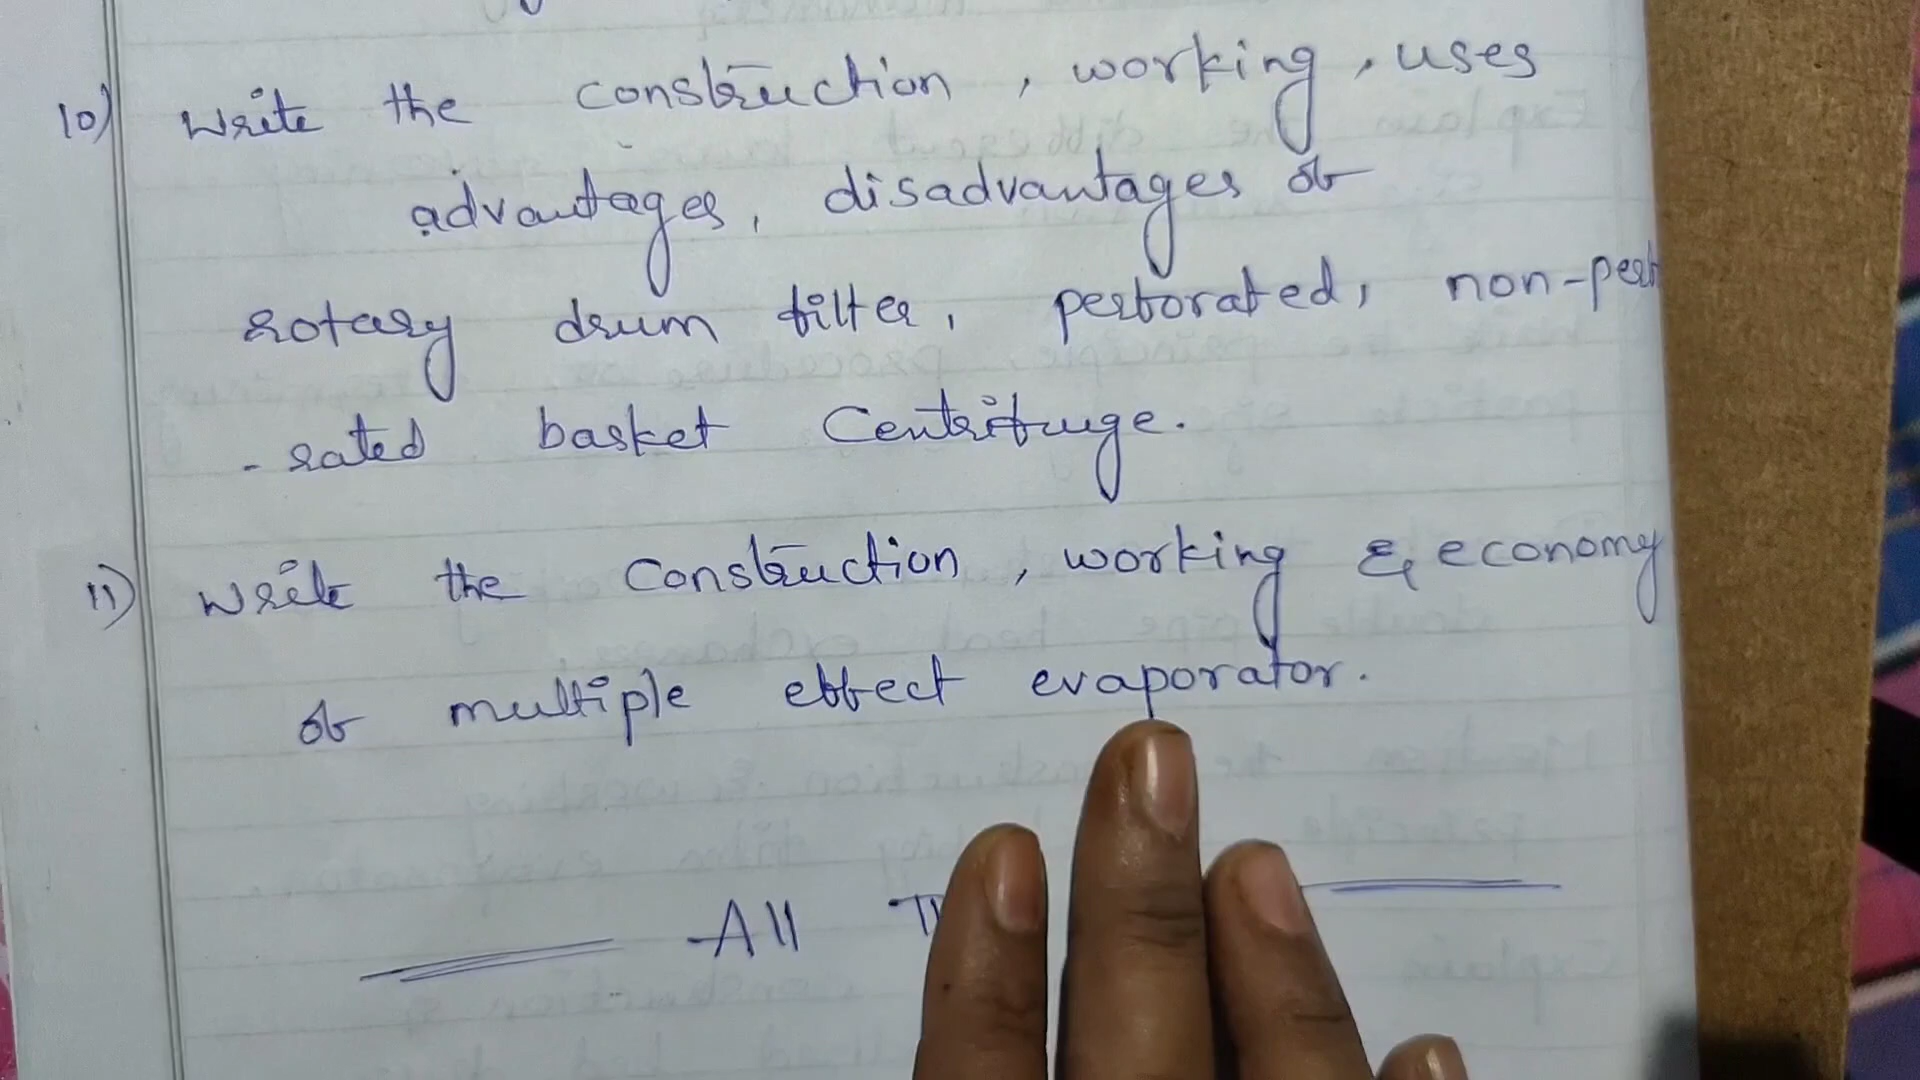 10) Write the construction, working, uses
advantages, disadvantages of
rotary drum filter, perforated, non-perfo
-rated basket Centrifuge.
11) Write the Construction, working & economy
of multiple effect evaporator.
All